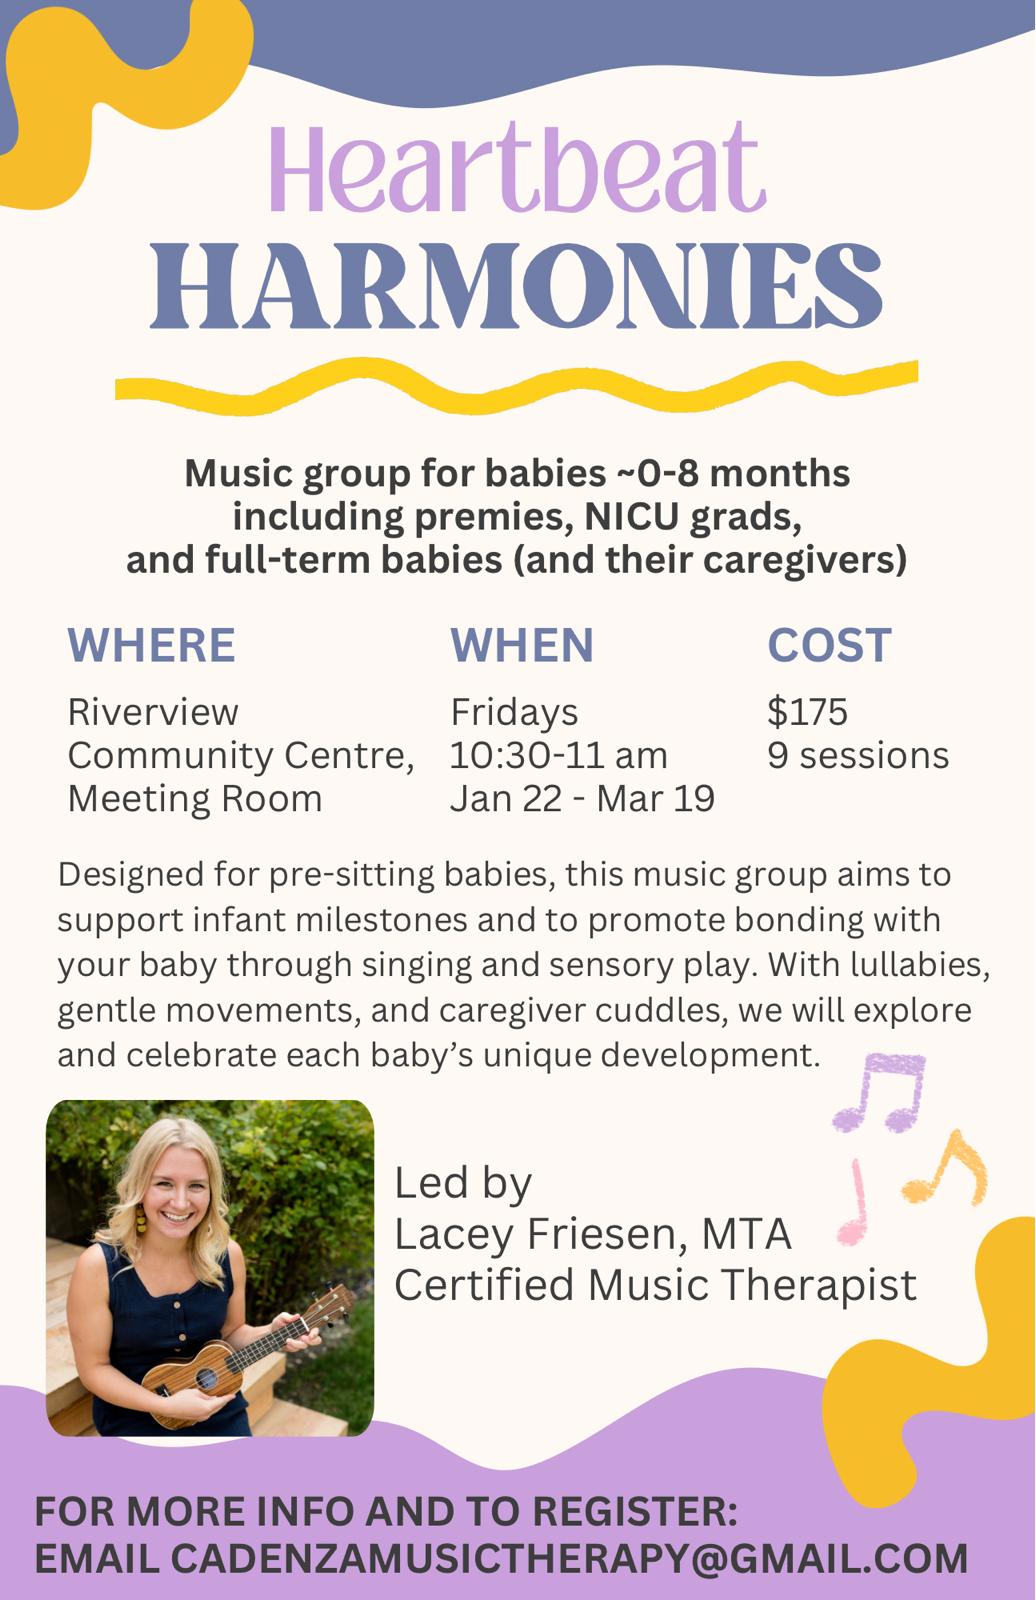 Heartbeat
HARMONIES
Music group for babies ~0-8 months
including premies, NICU grads,
and full-term babies (and their caregivers)
WHERE
Riverview
Community Centre,
Meeting Room
WHEN
Fridays
10:30-11 am
Jan 22 - Mar 19
COST
$175
9 sessions
Designed for pre-sitting babies, this music group aims to
support infant milestones and to promote bonding with
your baby through singing and sensory play. With lullabies,
gentle movements, and caregiver cuddles, we will explore
and celebrate each baby’s unique development.
Led by
Lacey Friesen, MTA
Certified Music Therapist
FOR MORE INFO AND TO REGISTER:
EMAIL CADENZAMUSICTHERAPY@GMAIL.COM